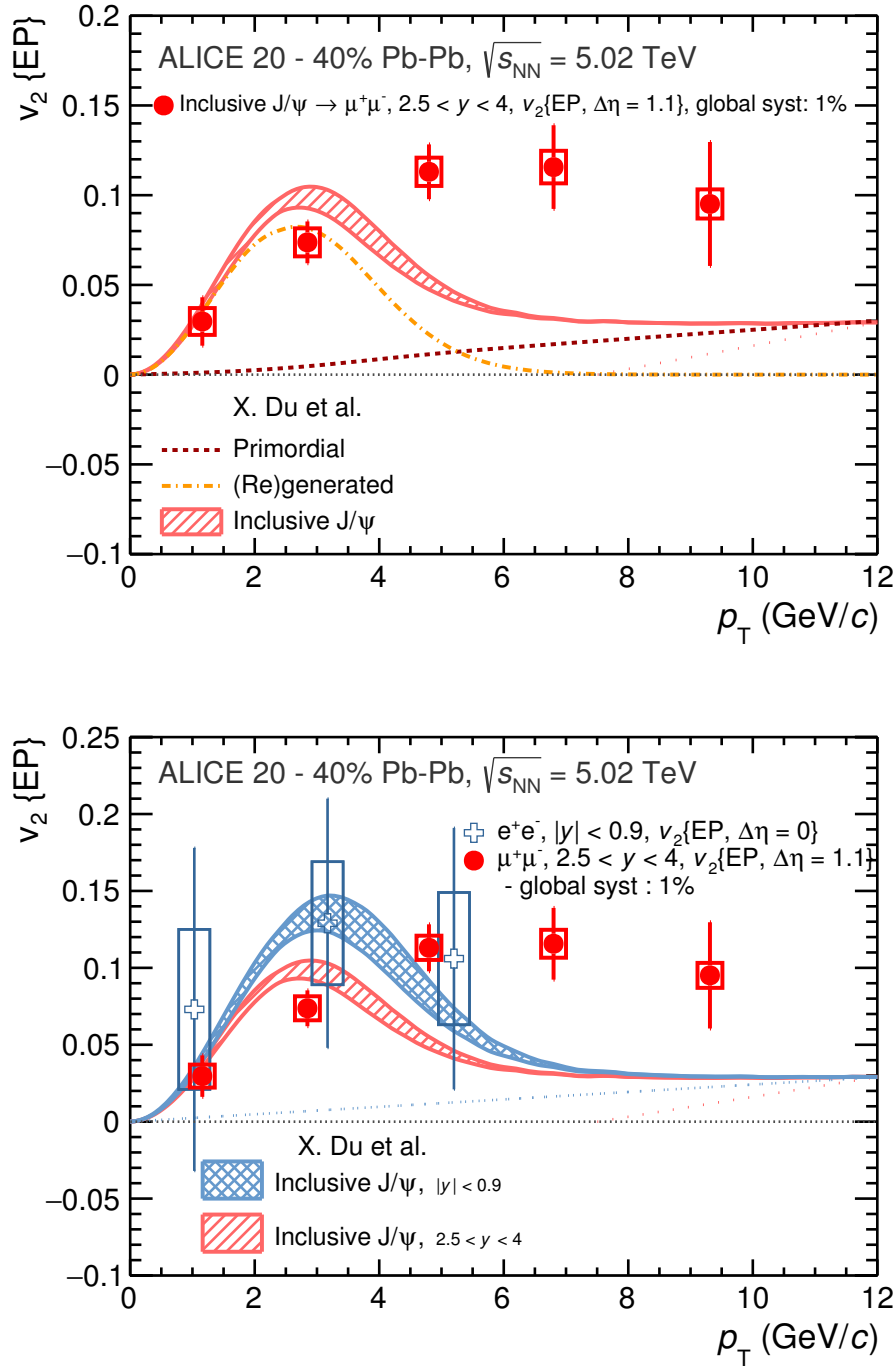 v₂ {EP}
0.2
0.15
0.1
0.05
0
−0.05
−0.1
ALICE 20 - 40% Pb-Pb, √sNN = 5.02 TeV
Inclusive J/ψ → μ⁺μ⁻, 2.5 < y < 4, v₂{EP, Δη = 1.1}, global syst: 1%
X. Du et al.
Primordial
(Re)generated
Inclusive J/ψ
0 2 4 6 8 10 12
pT (GeV/c)
v₂ {EP}
0.25
0.2
0.15
0.1
0.05
0
−0.05
−0.1
ALICE 20 - 40% Pb-Pb, √sNN = 5.02 TeV
e⁺e⁻, |y| < 0.9, v₂{EP, Δη = 0}
μ⁺μ⁻, 2.5 < y < 4, v₂{EP, Δη = 1.1}
- global syst : 1%
X. Du et al.
Inclusive J/ψ, |y| < 0.9
Inclusive J/ψ, 2.5 < y < 4
0 2 4 6 8 10 12
pT (GeV/c)